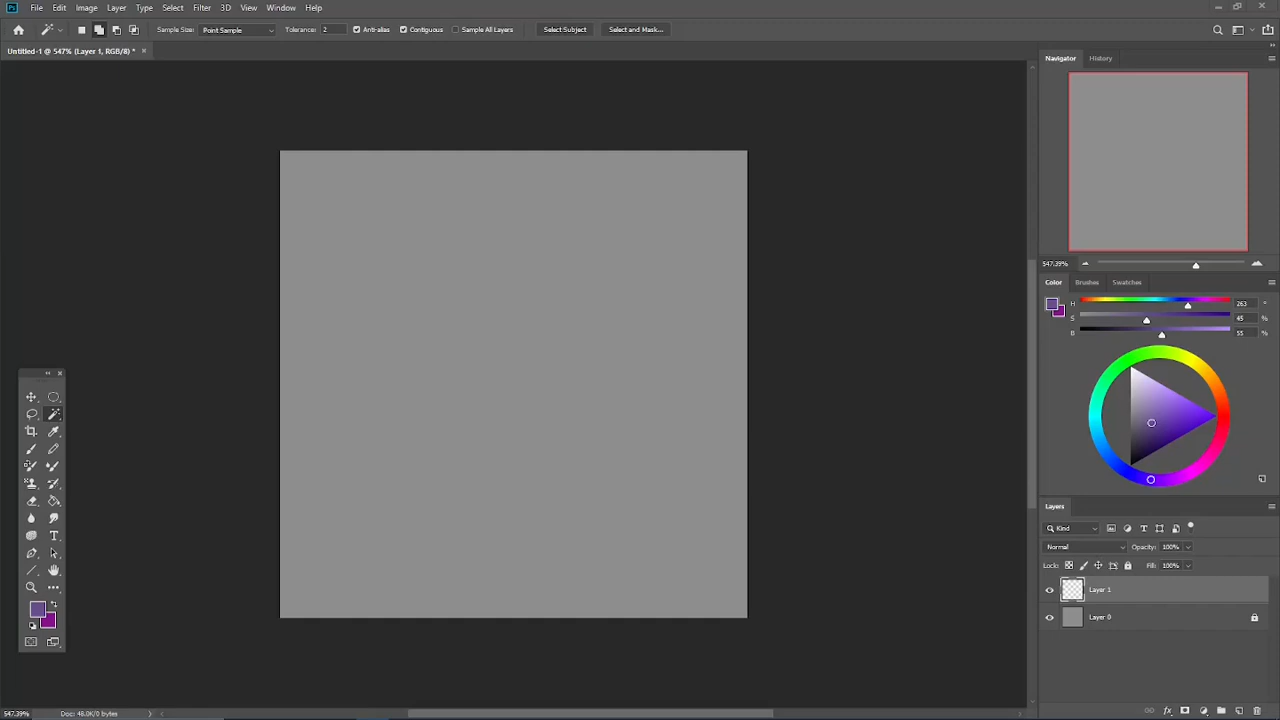 Ps File Edit Image Layer Type Select Filter 3D View Window Help
Sample Size: Point Sample Tolerance: 2 Anti-alias Contiguous Sample All Layers Select Subject Select and Mask...
Untitled-1 @ 547% (Layer 1, RGB/8) * ×
Navigator History
547.39%
Color Brushes Swatches
H 263 °
S 45 %
B 55 %
Layers
Kind
Normal Opacity: 100%
Lock: Fill: 100%
Layer 1
Layer 0
547.39% Doc: 48.0K/0 bytes